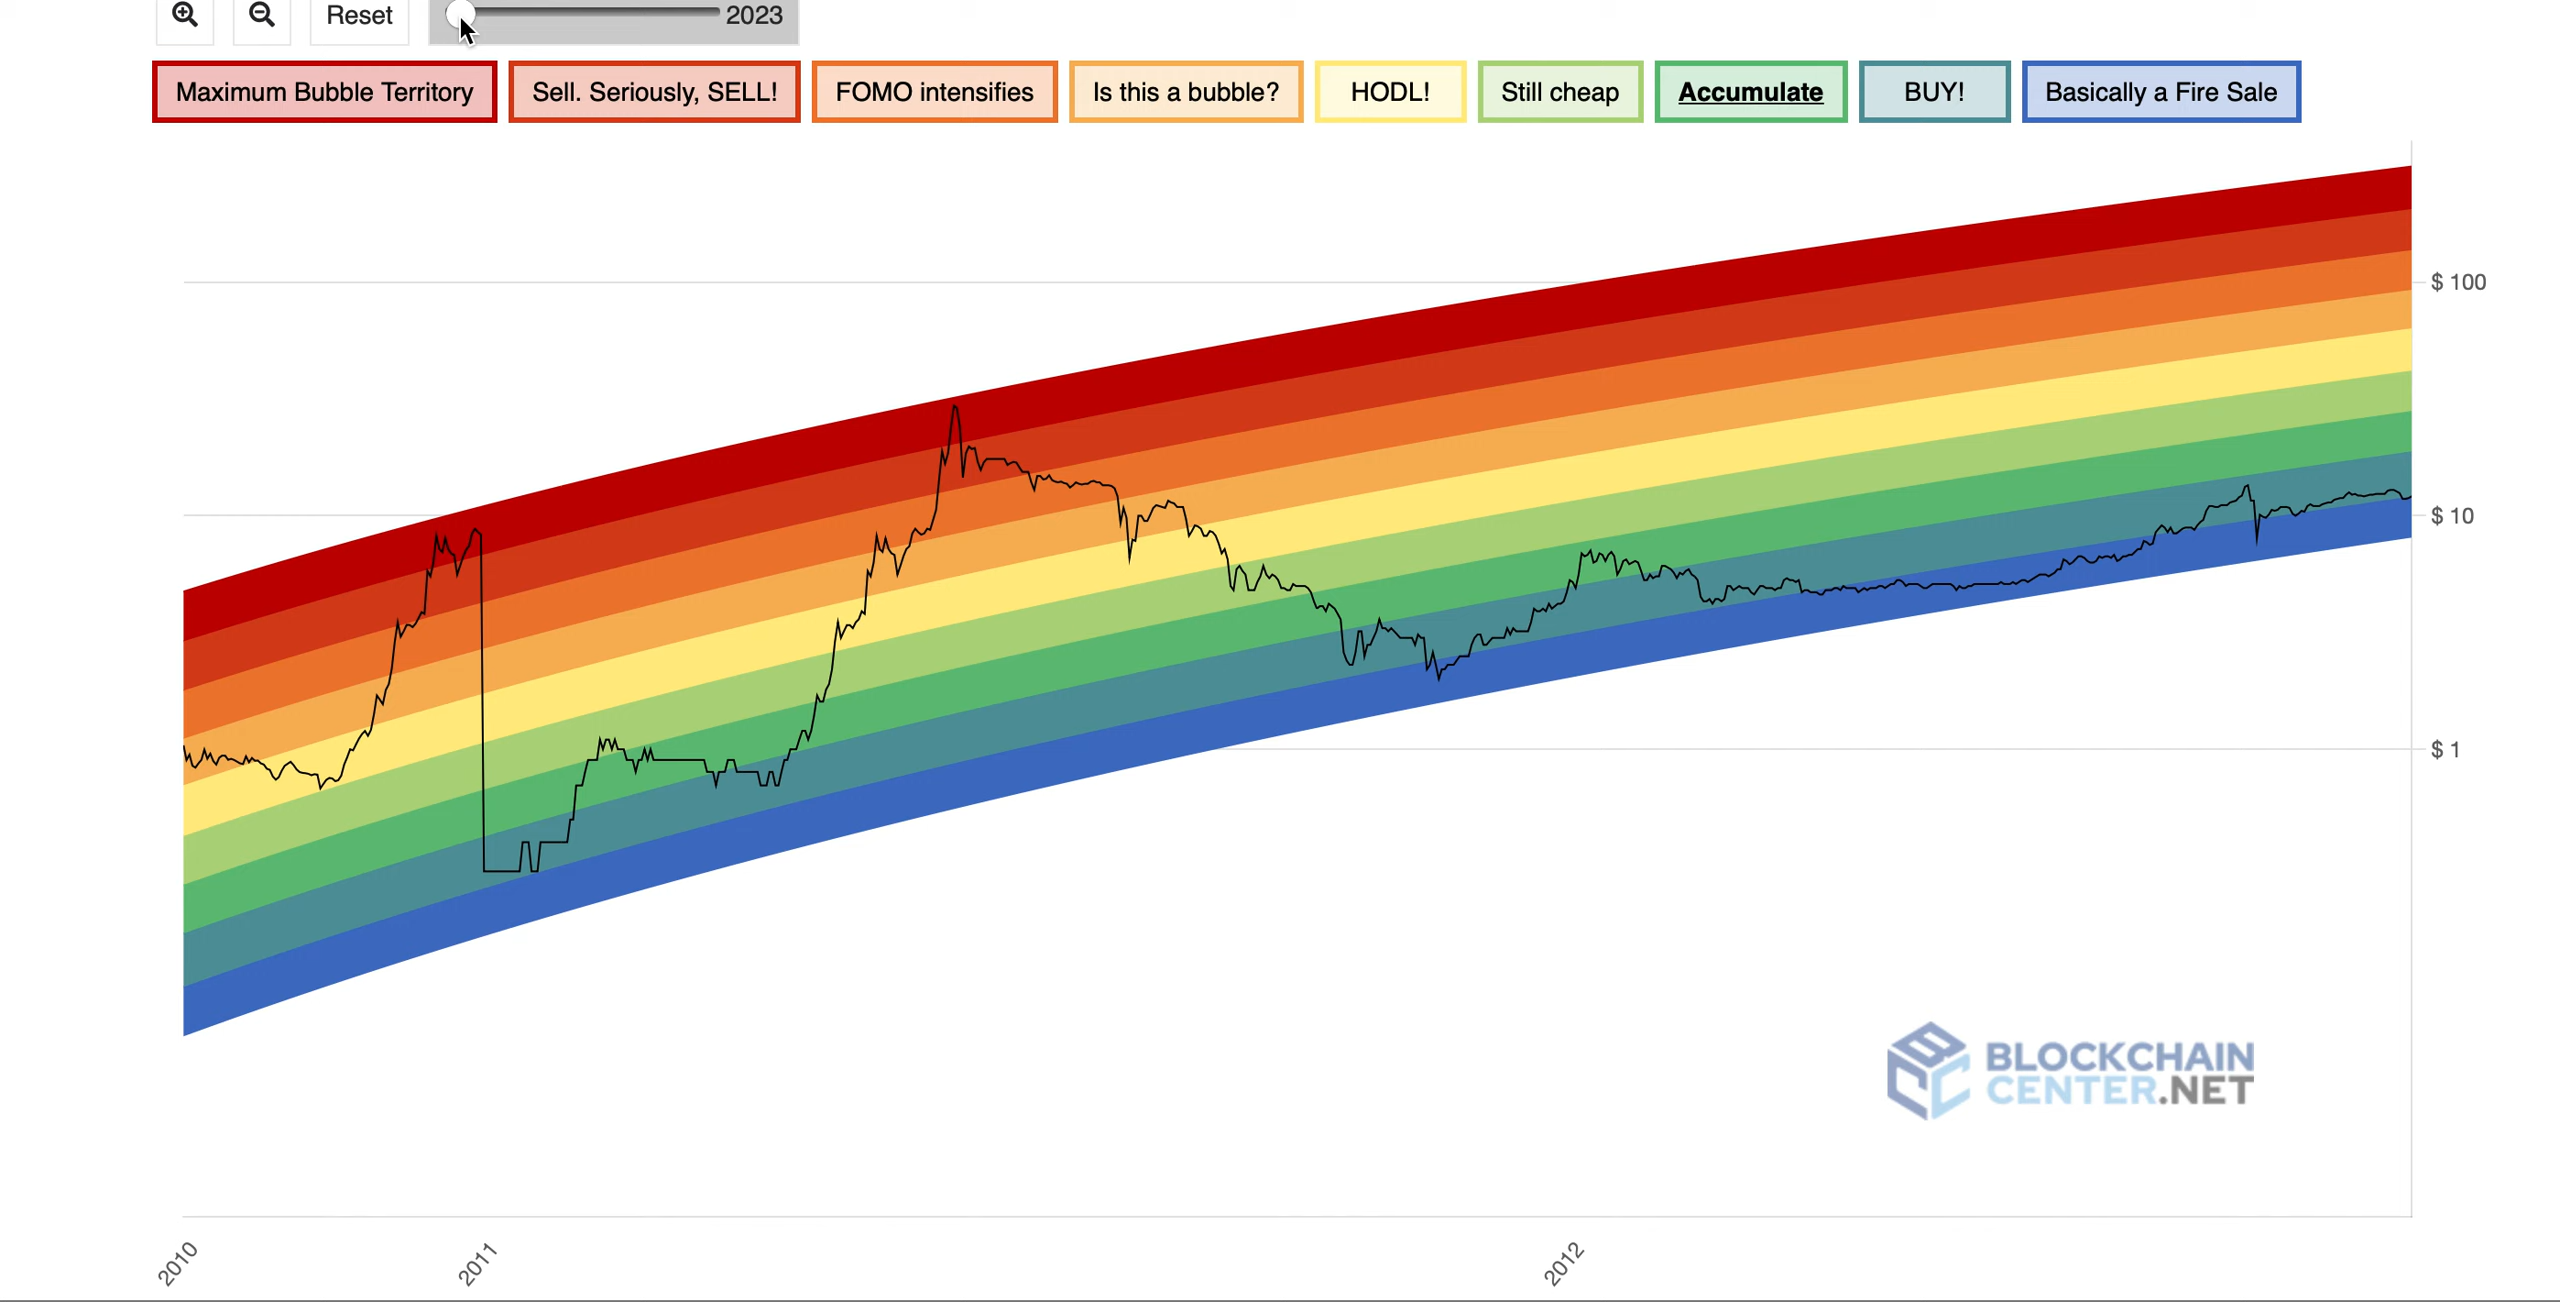 Reset 2023
Maximum Bubble Territory Sell. Seriously, SELL! FOMO intensifies Is this a bubble? HODL! Still cheap Accumulate BUY! Basically a Fire Sale
$ 100
$ 10
$ 1
BLOCKCHAIN
CENTER.NET
2010 2011 2012